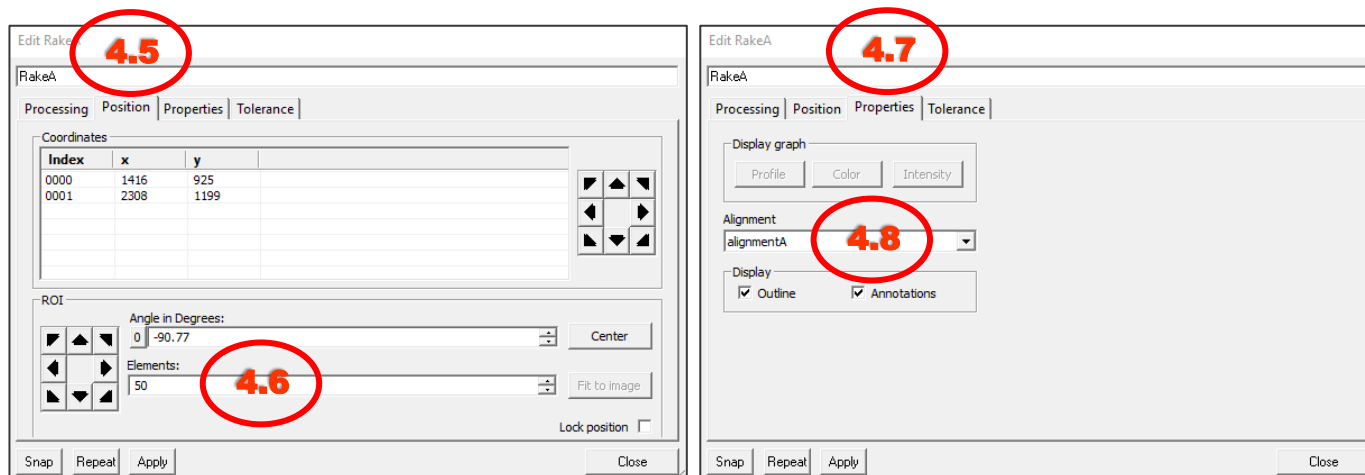 Edit RakeA
4.5
RakeA
Processing Position Properties Tolerance
Coordinates
Index x y
0000 1416 925
0001 2308 1199
ROI
Angle in Degrees:
0 -90.77
Center
Elements:
50
4.6
Fit to image
Lock position
Snap Repeat Apply Close
Edit RakeA
4.7
RakeA
Processing Position Properties Tolerance
Display graph
Profile Color Intensity
Alignment
alignmentA
4.8
Display
Outline Annotations
Snap Repeat Apply Close